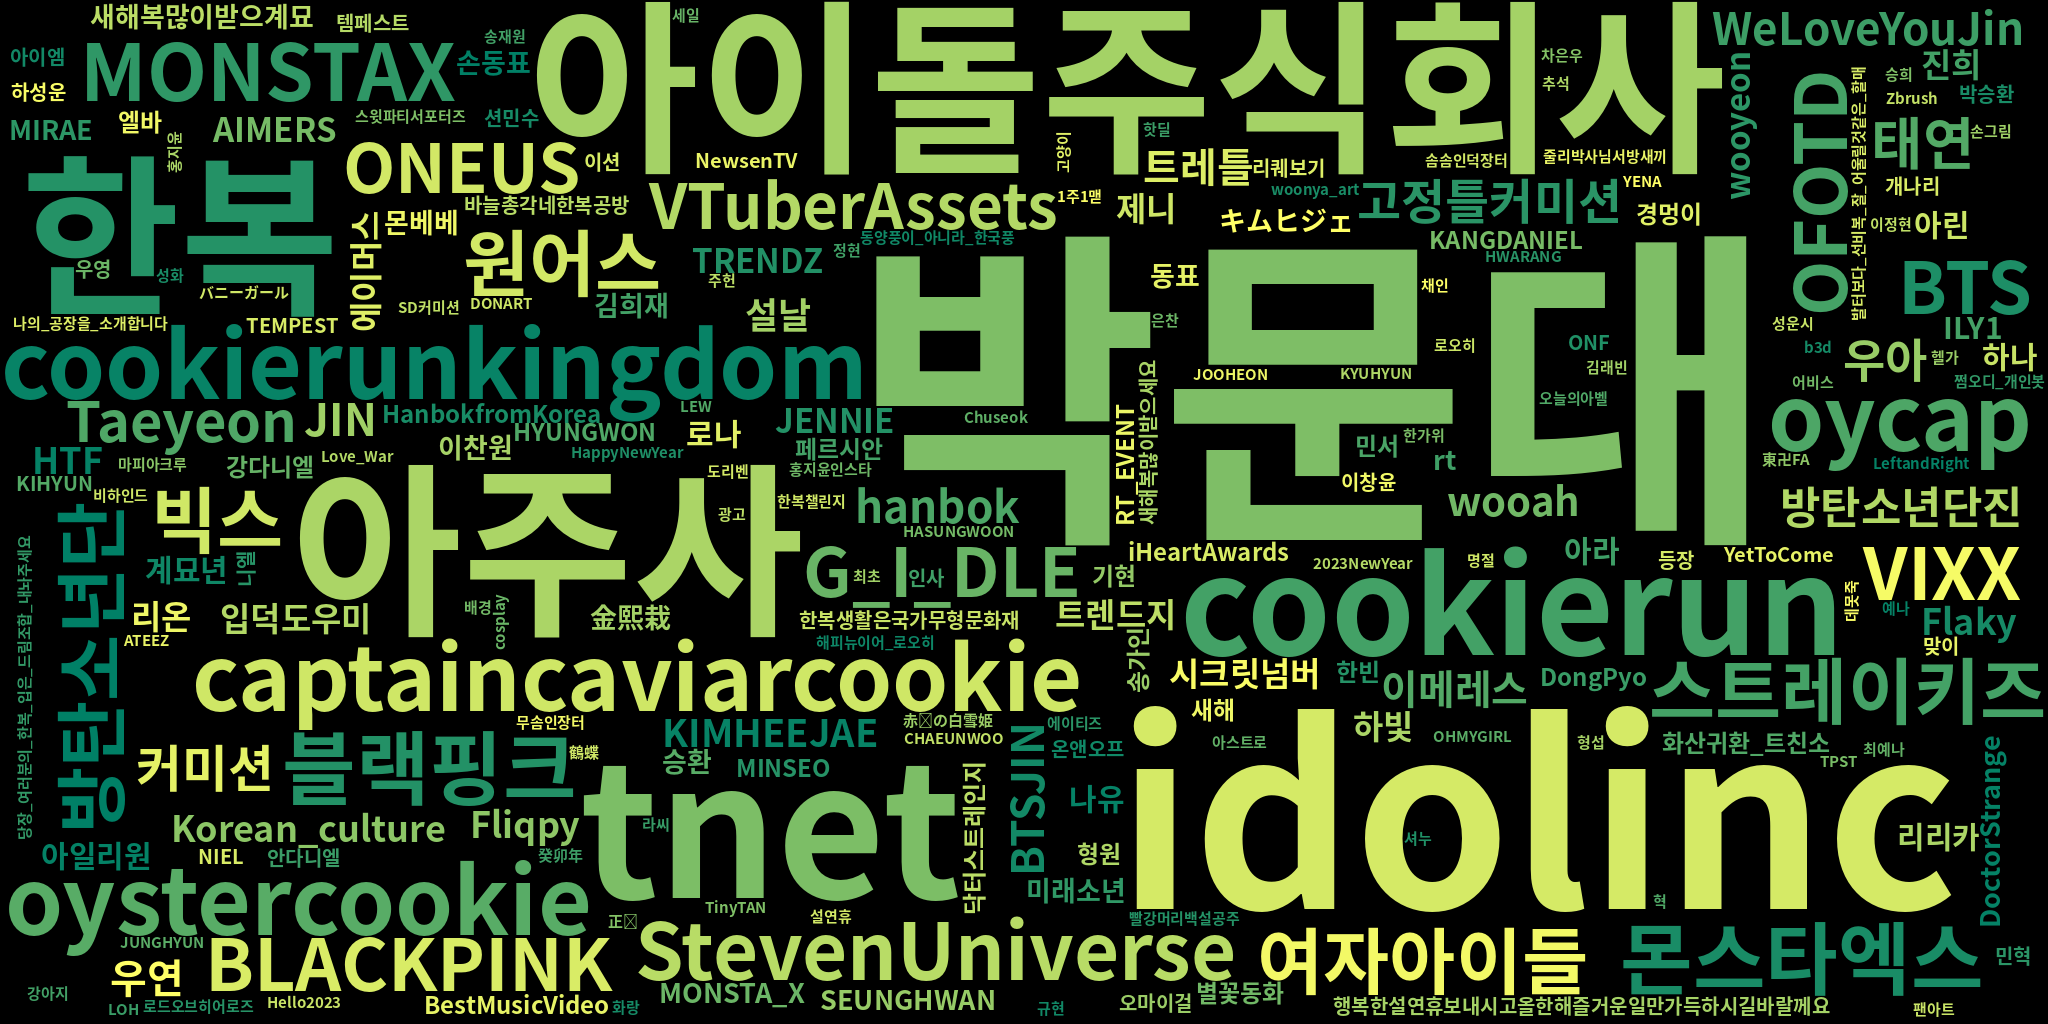 새해복많이받으계묘 템페스트 송재원 세일 아이돌주식회사 WeLoveYouJin
아이엠 MONSTAX 손동표 차은우 wooyeon 승희 진희
하성운 엘바 스윗파티서포터즈 션민수 추석 OFOTD Zbrush 박승환
MIRAE AIMERS 홍지윤 핫딜 고양이 태연 손그림
한복 ONEUS 이션 NewsenTV 트레틀 리퀘보기 솜솜인덕장터 줄리박사님서방새끼
VTuberAssets 1주1맨 제니 woonya_art 고정틀커미션 YENA 개나리
에이머시 몬베베 바늘총각네한복공방 キムヒジェ 경멍이 이정현 아린
우영 성화 원어스 TRENDZ 동양풍이_아니라_한국풍 정현 KANGDANIEL HWARANG
발터보다_선비복_잘_어울릴것같은_할맨
バニーガール SD커미션 DONART 주헌 동표 박문대 채인 BTS
나의_공장을_소개합니다 TEMPEST 김희재 설날 은찬 성운시 ILY1
cookierunkingdom 로오히 ONF b3d 우아 헬가 하나
JOOHEON KYUHYUN 김래빈 어비스 쩜오디_개인봇
Taeyeon JIN HanbokfromKorea LEW JENNIE Chuseok RT_EVENT 새해복많이받으세요 오늘의아벨 oycap
HYUNGWON 이찬원 로나 페르시안 민서 한가위
HTF 마피아크루 강다니엘 Love_War HappyNewYear 홍지윤인스타 rt 東卍FA LeftandRight
KIHYUN 비하인드 빅스 아주사 도리벤 한복챌린지 hanbok 이창윤 wooah 방탄소년단진
광고 HASUNGWOON
방탄소년단 계묘년 니엘 G_I_DLE 최초 인사 기현 iHeartAwards 2023NewYear 명절 아라 등장 YetToCome VIXX
당장_여러분의_한복_입은_드림조합_내놔주세요
리온 입덕도우미 배경 cosplay 金熙栽 한복생활은국가무형문화재 트렌드지 cookierun 대못죽 예나 Flaky
ATEEZ 해피뉴이어_로오히 송가인 맞이
captaincaviarcookie 시크릿넘버 한빈 이메레스 DongPyo 스트레이키즈
무솜인장터 KIMHEEJAE CHAEUNWOO 에이티즈 새해 하빛 OHMYGIRL
커미션 블랙핑크 鶴蝶 승환 MINSEO BTSJIN 온앤오프 아스트로 형섭 화산귀환_트친소 TPST 최예나
tnet 닥터스트레인지 나유 idolinc DoctorStrange
Korean_culture Fliqpy 라씨 셔누 리리카
아일리원 NIEL 안다니엘 癸卯年 형원
oystercookie TinyTAN 설연휴 미래소년 혁
JUNGHYUN BLACKPINK StevenUniverse 빨강머리백설공주 여자아이들 몬스타엑스 민혁
강아지 우연 MONSTA_X SEUNGHWAN 별꽃동화
LOH 로드오브히어로즈 Hello2023 BestMusicVideo 화랑 규현 오마이걸 행복한설연휴보내시고올한해즐거운일만가득하시길바랄께요 팬아트